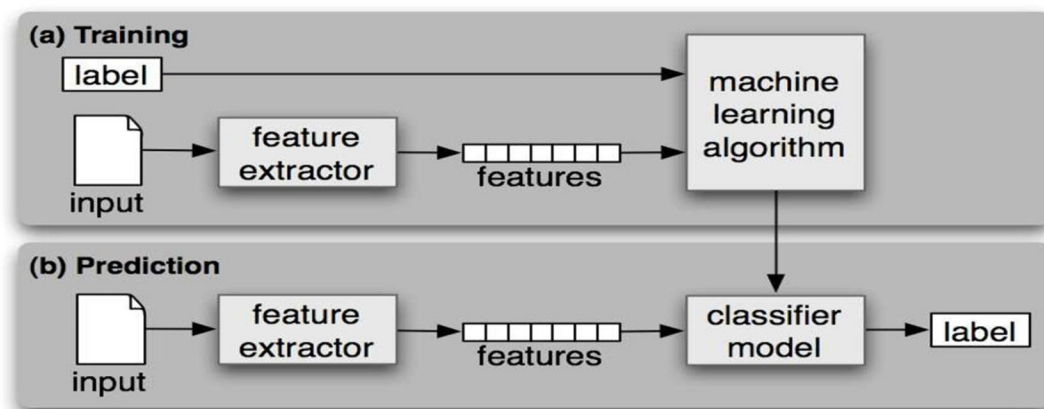 (a) Training
label
machine
learning
algorithm
feature
extractor
features
input
(b) Prediction
feature
extractor
features
classifier
model
label
input